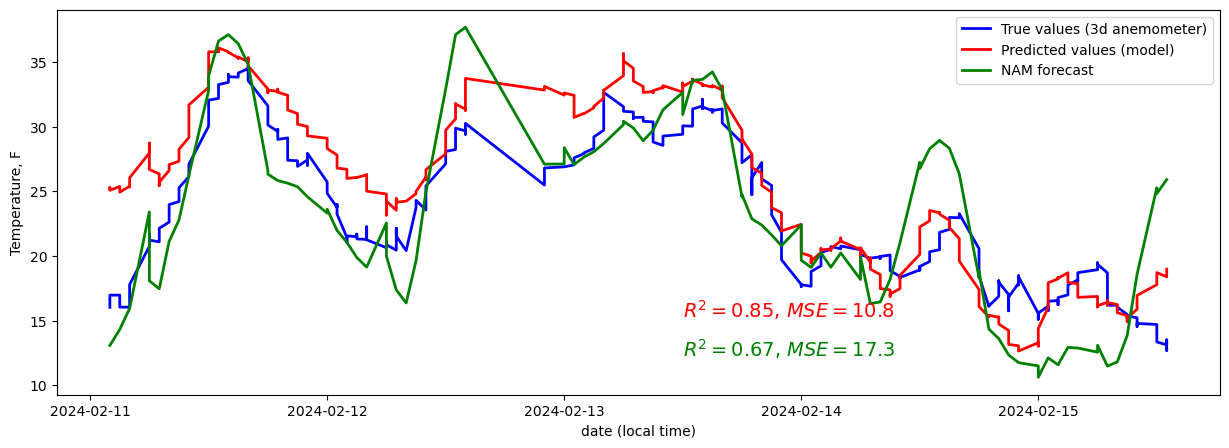 True values (3d anemometer)
Predicted values (model)
NAM forecast
Temperature, F
35
30
25
20
15
10
R² = 0.85, MSE = 10.8
R² = 0.67, MSE = 17.3
2024-02-11
2024-02-12
2024-02-13
2024-02-14
2024-02-15
date (local time)